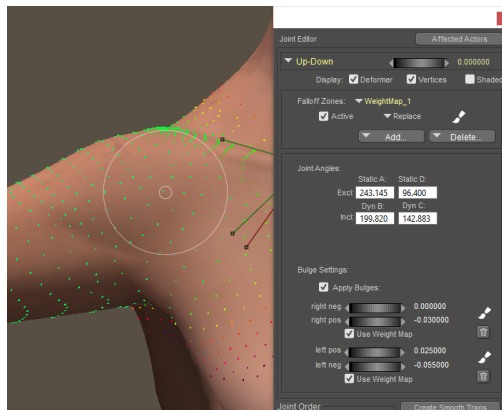 Joint Editor Affected Actors
Up-Down 0.000000
Display: Deformer Vertices Shaded
Falloff Zones: WeightMap_1
Active Replace
Add... Delete...
Joint Angles:
Static A: Static D:
Excl: 243.145 96.400
Dyn B: Dyn C:
Incl: 199.820 142.883
Bulge Settings:
Apply Bulges:
right neg 0.000000
right pos -0.030000
Use Weight Map
left pos 0.025000
left neg -0.055000
Use Weight Map
Joint Order Create Smooth Trans